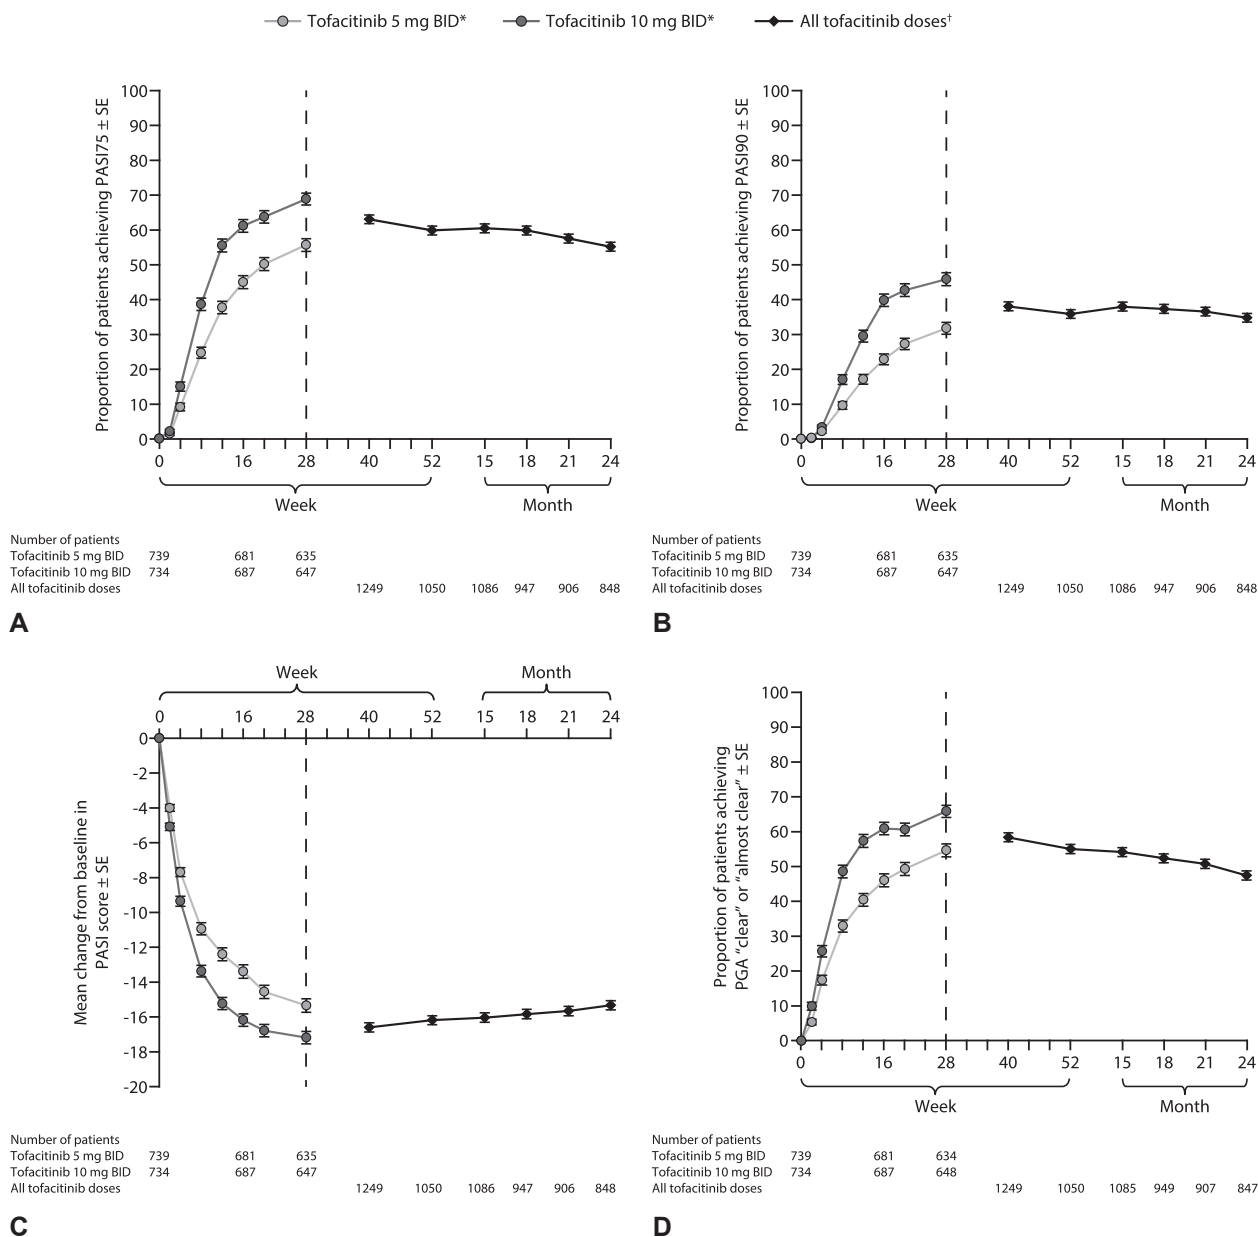 Tofacitinib 5 mg BID* Tofacitinib 10 mg BID* All tofacitinib doses†
Proportion of patients achieving PASI75 ± SE
100
90
80
70
60
50
40
30
20
10
0
0 16 28 40 52 15 18 21 24
Week Month
Number of patients
Tofacitinib 5 mg BID 739 681 635
Tofacitinib 10 mg BID 734 687 647
All tofacitinib doses 1249 1050 1086 947 906 848
A
Proportion of patients achieving PASI90 ± SE
100
90
80
70
60
50
40
30
20
10
0
0 16 28 40 52 15 18 21 24
Week Month
Number of patients
Tofacitinib 5 mg BID 739 681 635
Tofacitinib 10 mg BID 734 687 647
All tofacitinib doses 1249 1050 1086 947 906 848
B
Week Month
0 16 28 40 52 15 18 21 24
Mean change from baseline in
PASI score ± SE
0
-2
-4
-6
-8
-10
-12
-14
-16
-18
-20
Number of patients
Tofacitinib 5 mg BID 739 681 635
Tofacitinib 10 mg BID 734 687 647
All tofacitinib doses 1249 1050 1086 947 906 848
C
Proportion of patients achieving
PGA “clear” or “almost clear” ± SE
100
90
80
70
60
50
40
30
20
10
0
0 16 28 40 52 15 18 21 24
Week Month
Number of patients
Tofacitinib 5 mg BID 739 681 634
Tofacitinib 10 mg BID 734 687 648
All tofacitinib doses 1249 1050 1085 949 907 847
D